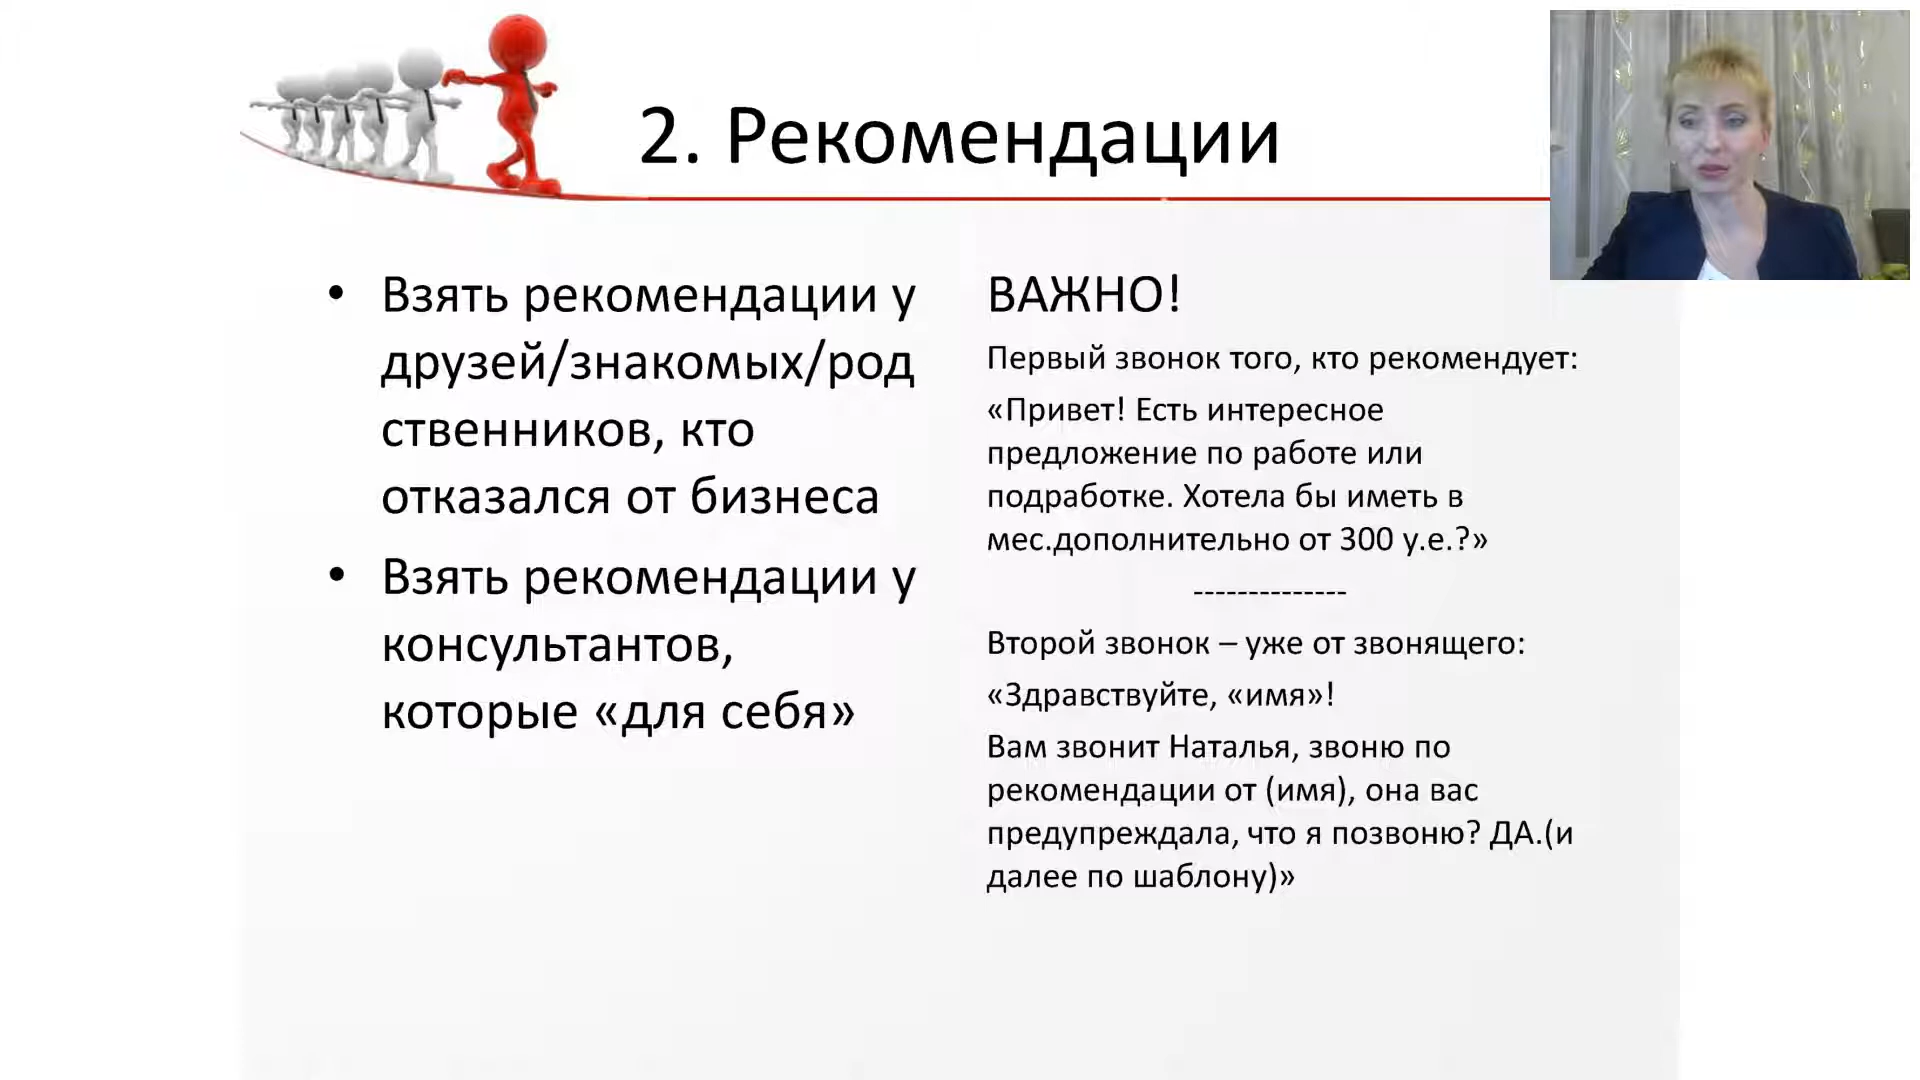 2. Рекомендации
• Взять рекомендации у
друзей/знакомых/род
ственников, кто
отказался от бизнеса
• Взять рекомендации у
консультантов,
которые «для себя»
ВАЖНО!
Первый звонок того, кто рекомендует:
«Привет! Есть интересное
предложение по работе или
подработке. Хотела бы иметь в
мес.дополнительно от 300 у.е.?»
--------------
Второй звонок – уже от звонящего:
«Здравствуйте, «имя»!
Вам звонит Наталья, звоню по
рекомендации от (имя), она вас
предупреждала, что я позвоню? ДА.(и
далее по шаблону)»